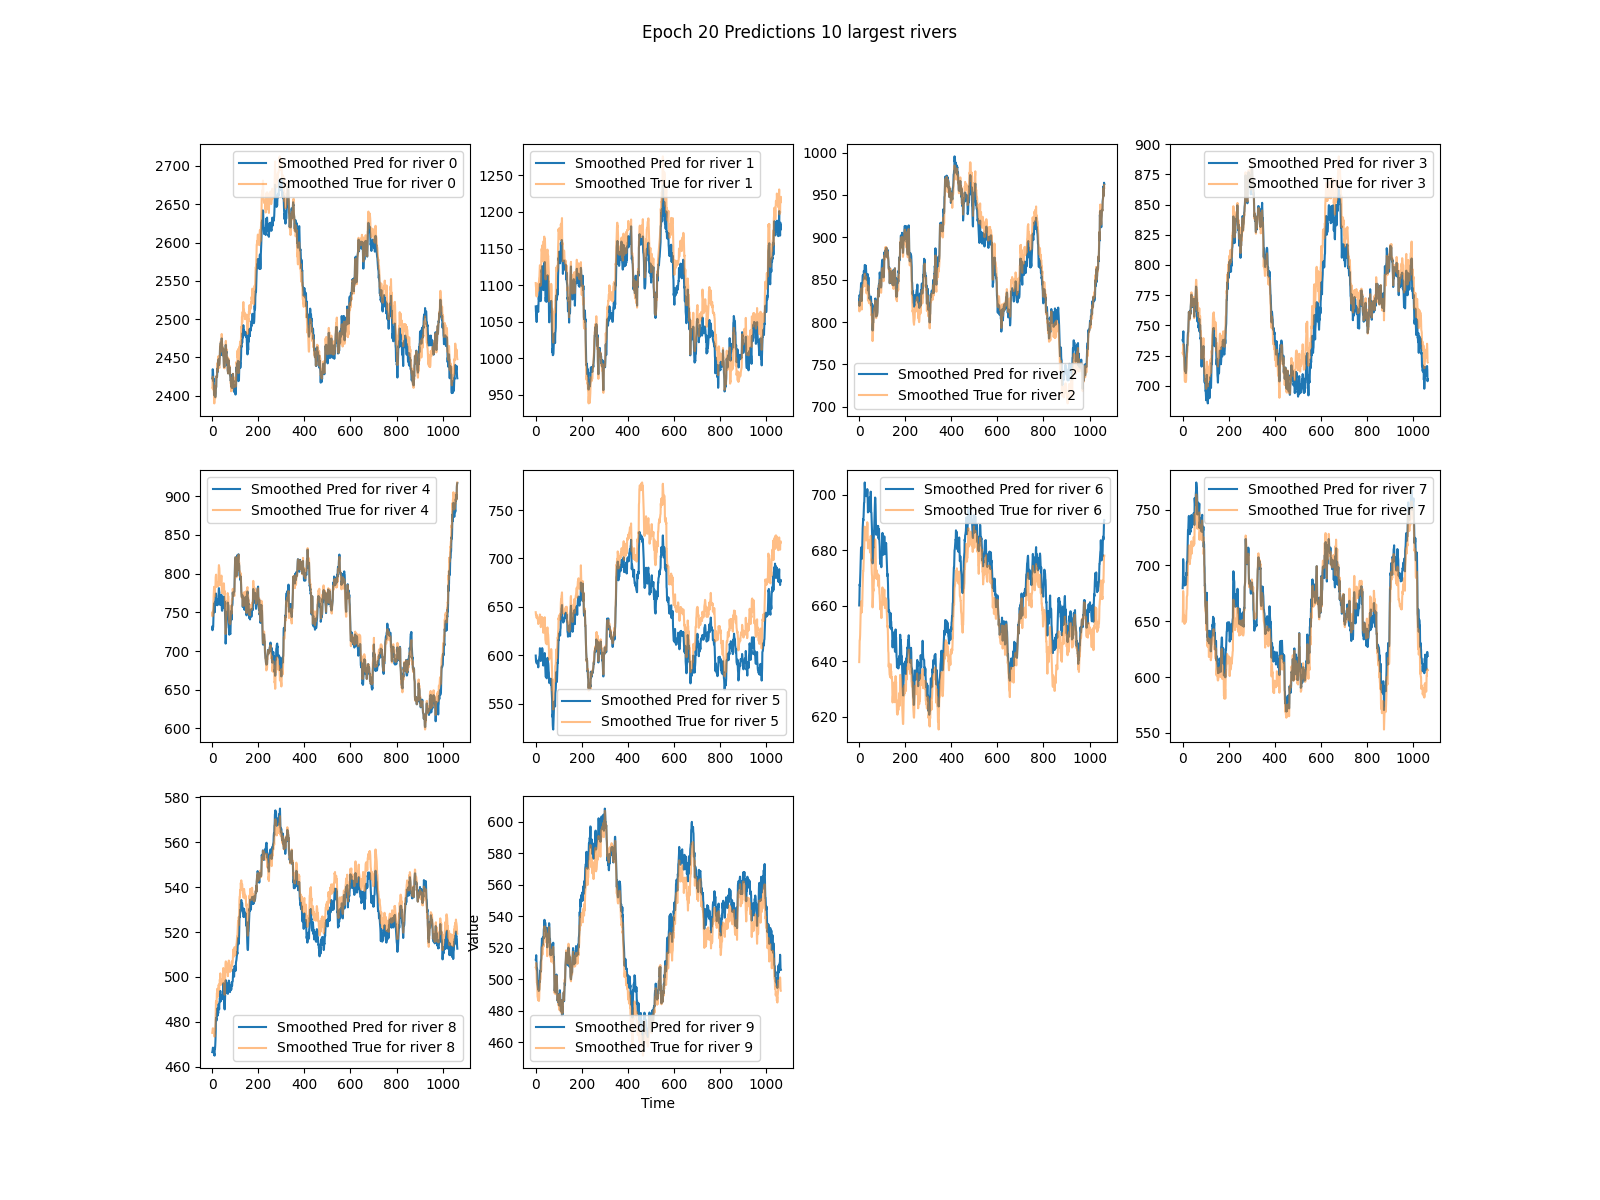 Epoch 20 Predictions 10 largest rivers
2700
2650
2600
2550
2500
2450
2400
0 200 400 600 800 1000
Smoothed Pred for river 0
Smoothed True for river 0
1250
1200
1150
1100
1050
1000
950
0 200 400 600 800 1000
Smoothed Pred for river 1
Smoothed True for river 1
1000
950
900
850
800
750
700
0 200 400 600 800 1000
Smoothed Pred for river 2
Smoothed True for river 2
900
875
850
825
800
775
750
725
700
0 200 400 600 800 1000
Smoothed Pred for river 3
Smoothed True for river 3
900
850
800
750
700
650
600
0 200 400 600 800 1000
Smoothed Pred for river 4
Smoothed True for river 4
750
700
650
600
550
0 200 400 600 800 1000
Smoothed Pred for river 5
Smoothed True for river 5
700
680
660
640
620
0 200 400 600 800 1000
Smoothed Pred for river 6
Smoothed True for river 6
750
700
650
600
550
0 200 400 600 800 1000
Smoothed Pred for river 7
Smoothed True for river 7
580
560
540
520
500
480
460
0 200 400 600 800 1000
Smoothed Pred for river 8
Smoothed True for river 8
Value
600
580
560
540
520
500
480
460
0 200 400 600 800 1000
Smoothed Pred for river 9
Smoothed True for river 9
Time